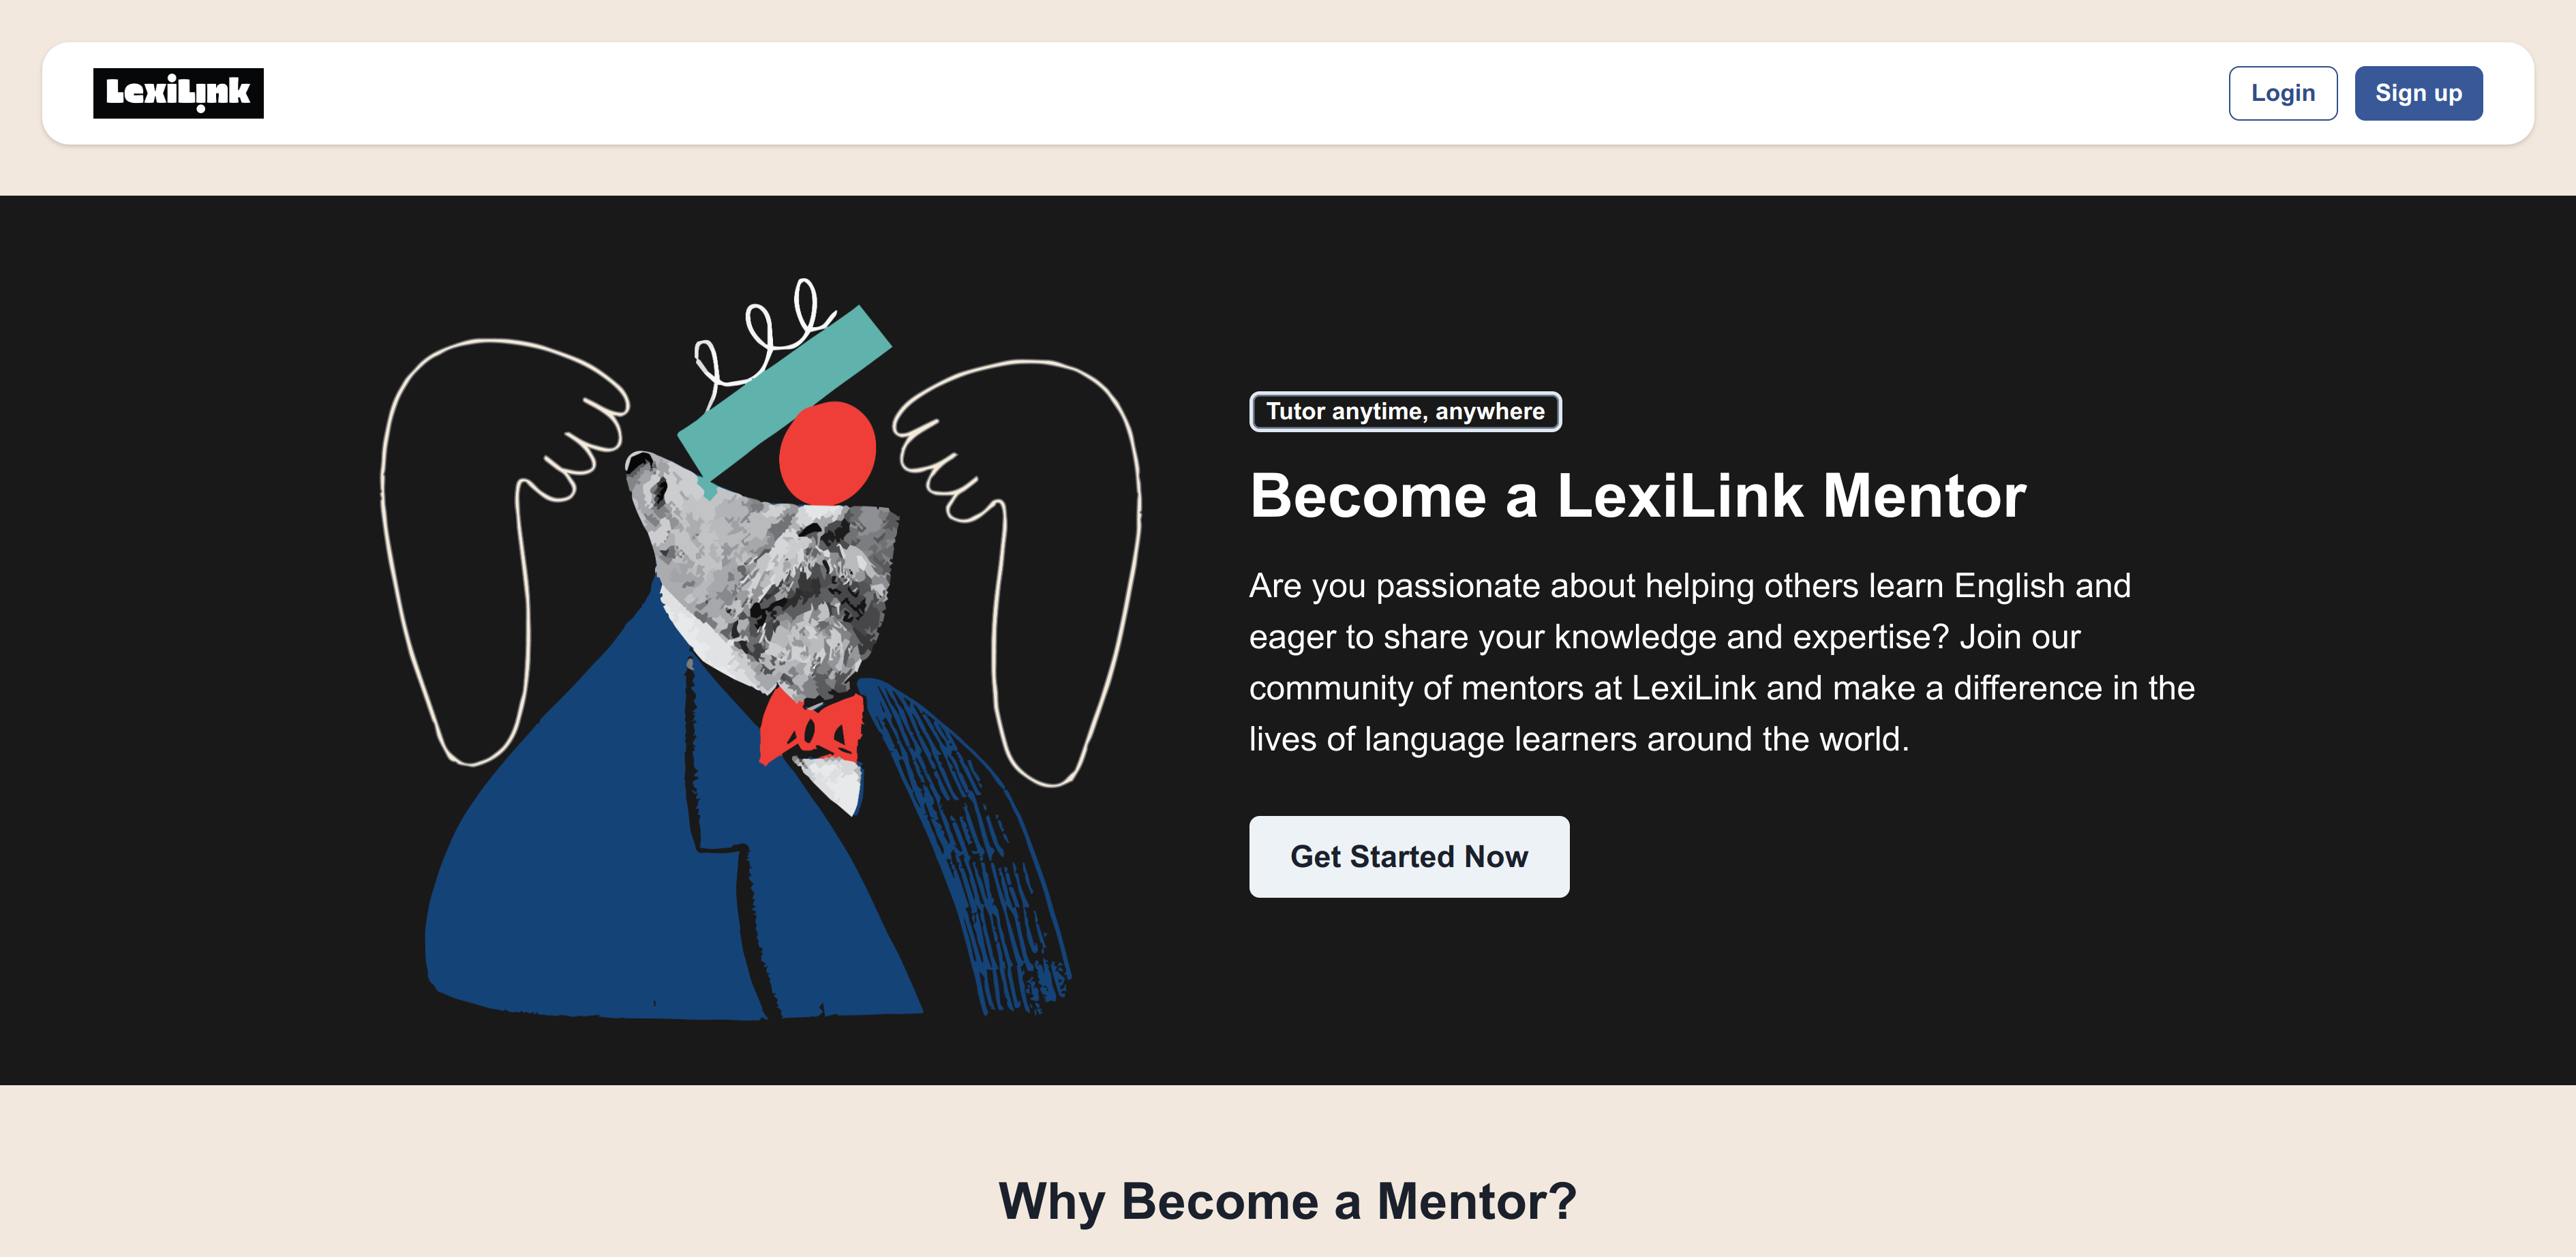 LexiLink
Login
Sign up
Tutor anytime, anywhere
Become a LexiLink Mentor
Are you passionate about helping others learn English and
eager to share your knowledge and expertise? Join our
community of mentors at LexiLink and make a difference in the
lives of language learners around the world.
Get Started Now
Why Become a Mentor?